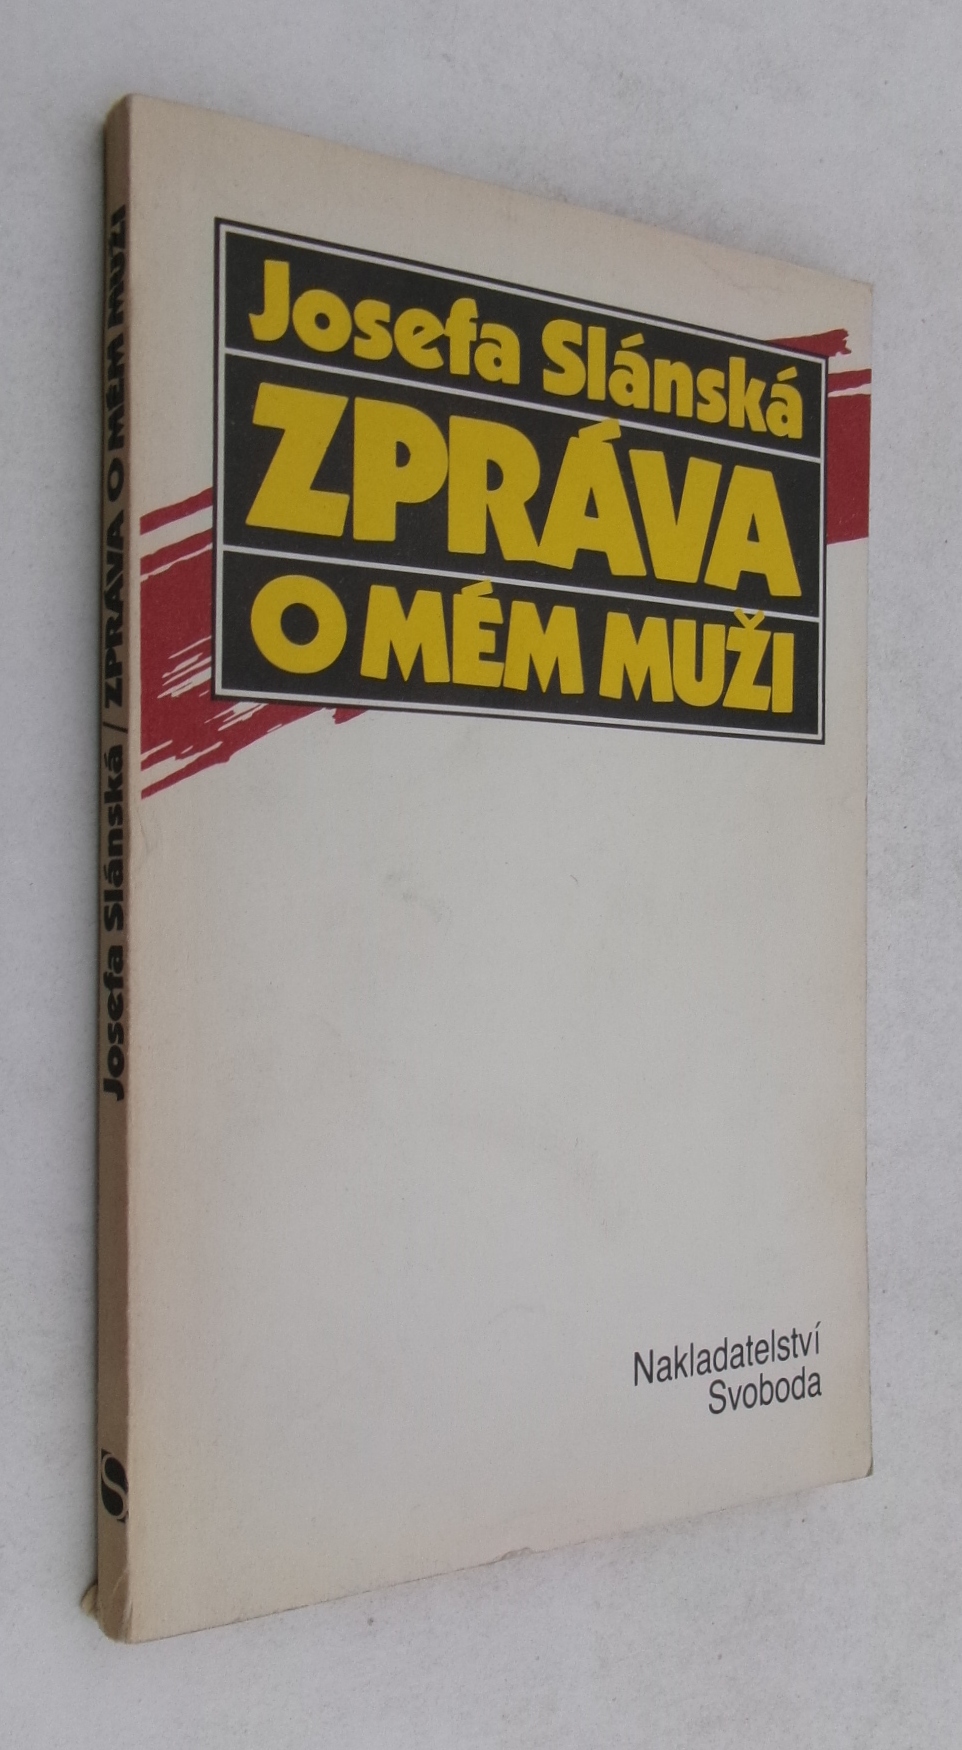 Josefa Slánská
ZPRÁVA
O MÉM MUŽI
Nakladatelství
Svoboda
Josefa Slánská / ZPRÁVA O MÉM MUŽI
S